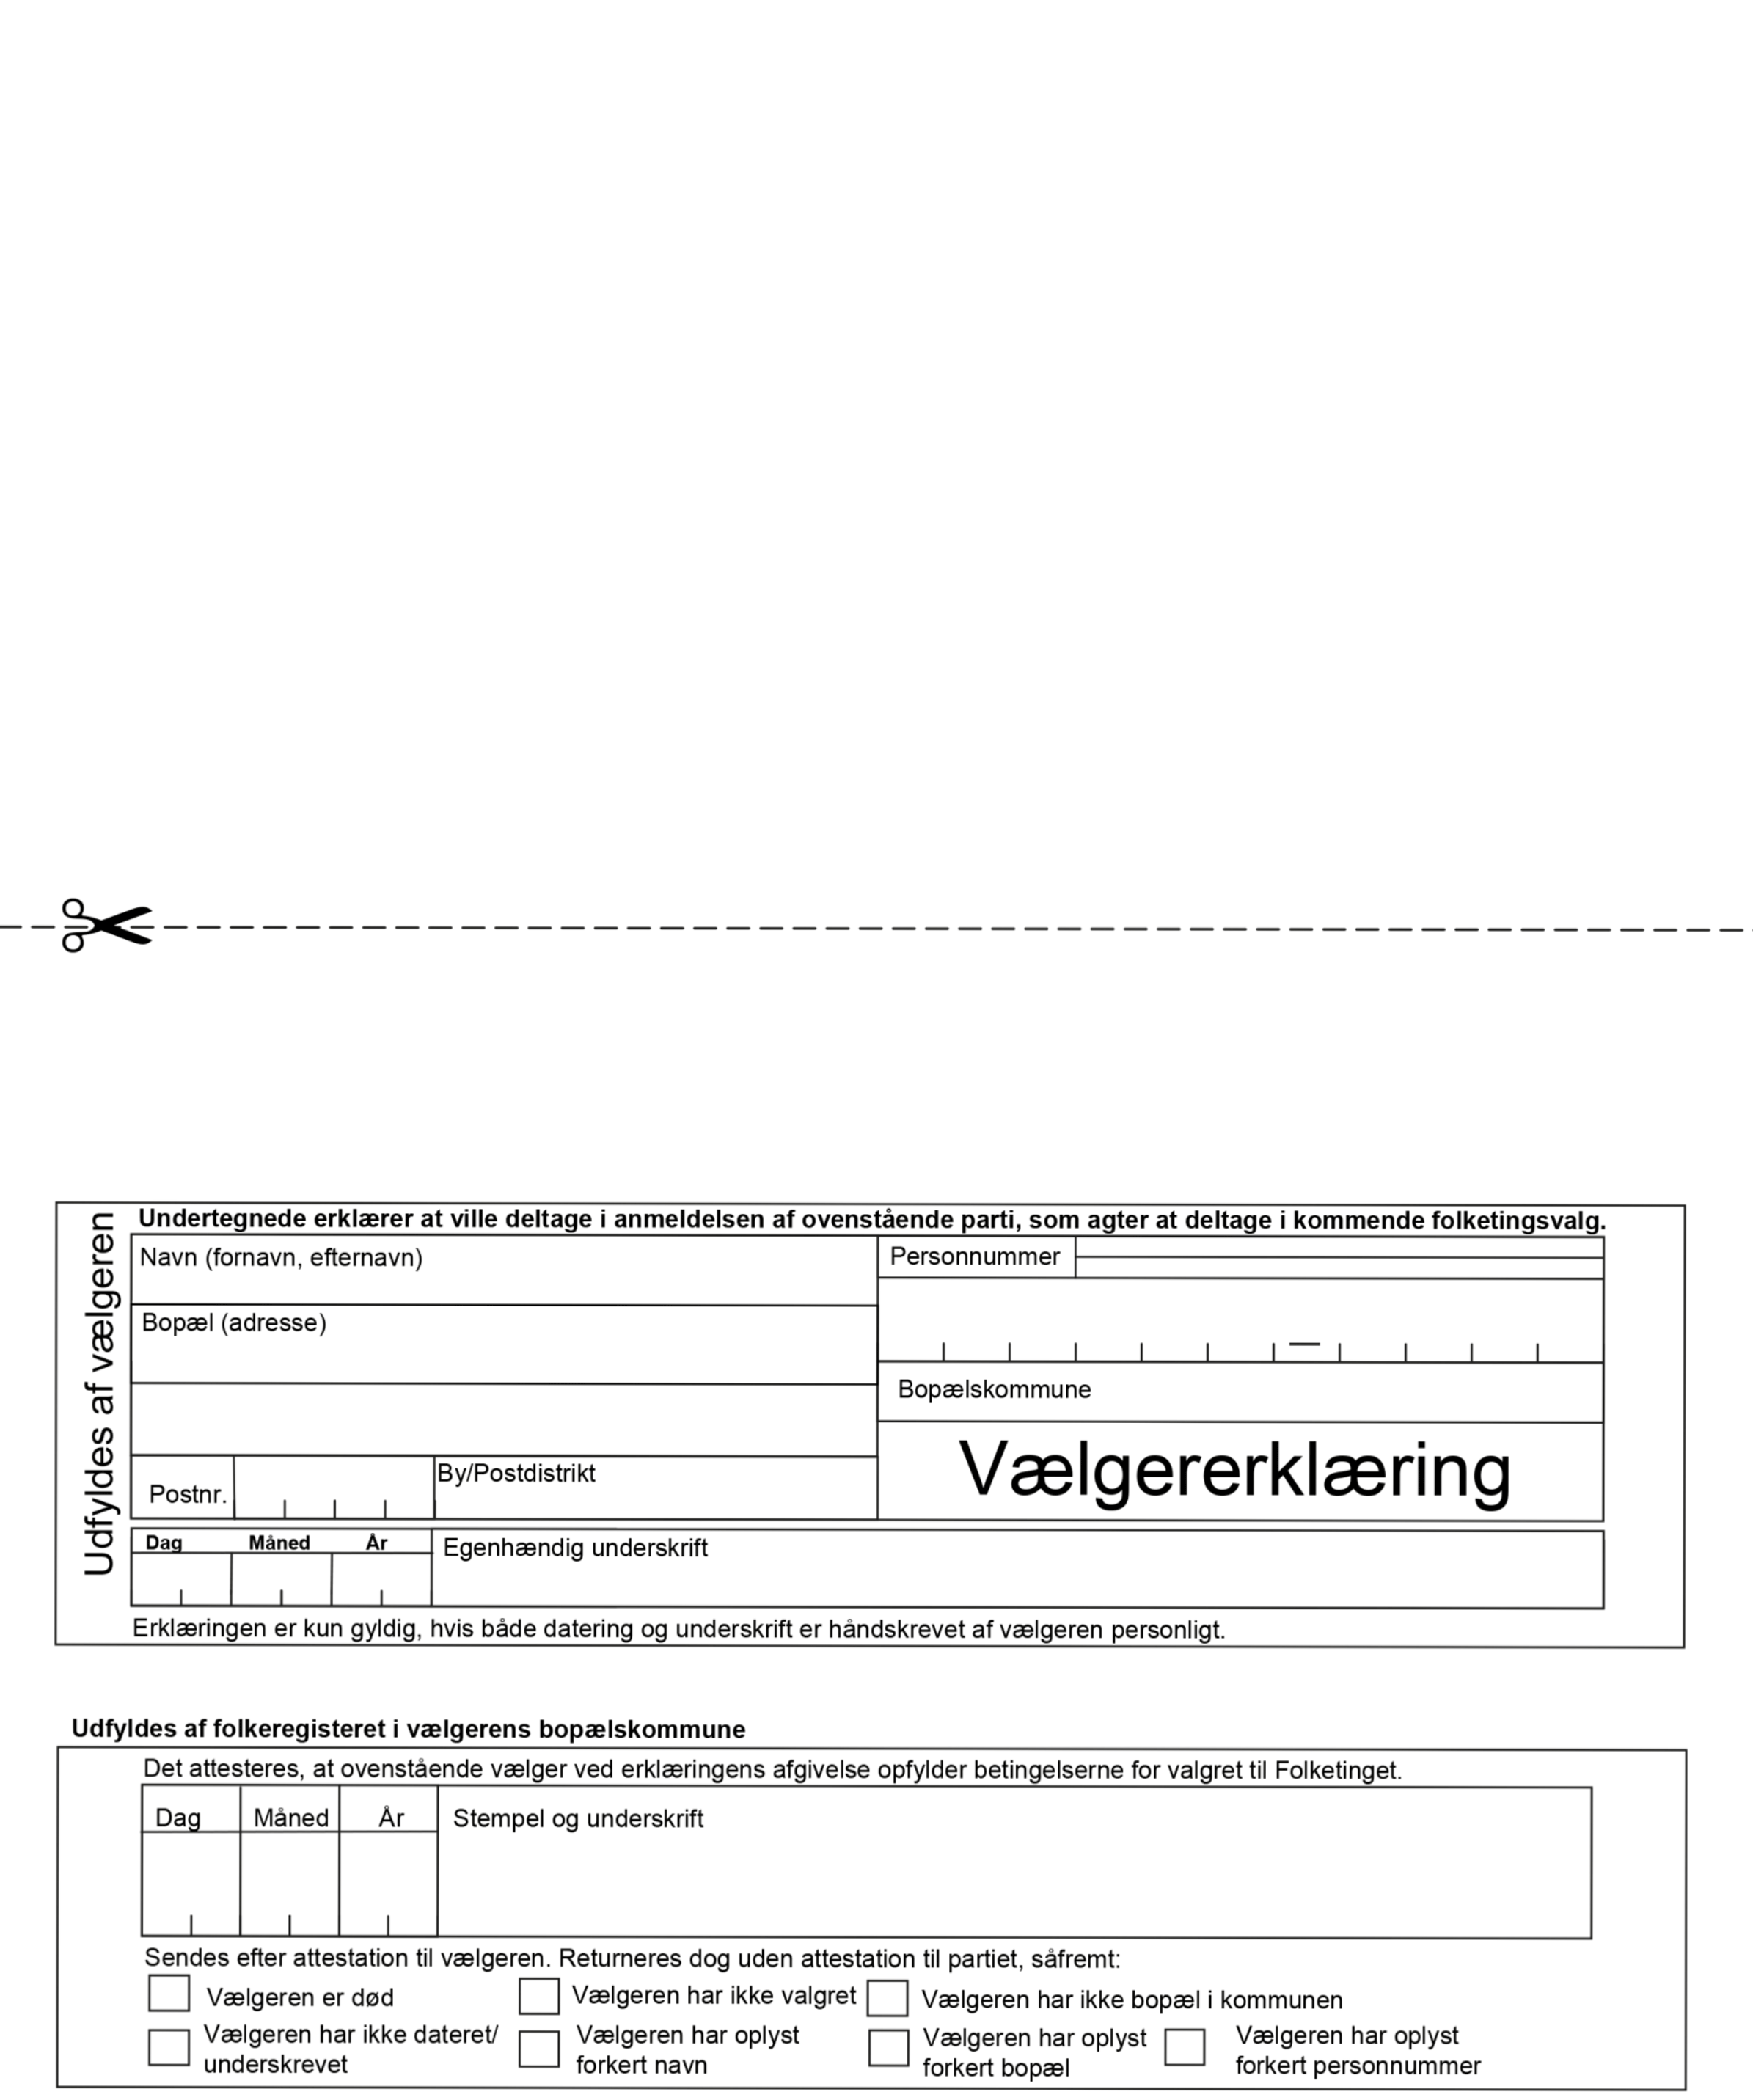 Udfyldes af vælgeren
Undertegnede erklærer at ville deltage i anmeldelsen af ovenstående parti, som agter at deltage i kommende folketingsvalg.
Navn (fornavn, efternavn)
Personnummer
Bopæl (adresse)
—
Bopælskommune
Vælgererklæring
Postnr.
By/Postdistrikt
Dag Måned År
Egenhændig underskrift
Erklæringen er kun gyldig, hvis både datering og underskrift er håndskrevet af vælgeren personligt.
Udfyldes af folkeregisteret i vælgerens bopælskommune
Det attesteres, at ovenstående vælger ved erklæringens afgivelse opfylder betingelserne for valgret til Folketinget.
Dag Måned År
Stempel og underskrift
Sendes efter attestation til vælgeren. Returneres dog uden attestation til partiet, såfremt:
Vælgeren er død
Vælgeren har ikke valgret
Vælgeren har ikke bopæl i kommunen
Vælgeren har ikke dateret/
underskrevet
Vælgeren har oplyst
forkert navn
Vælgeren har oplyst
forkert bopæl
Vælgeren har oplyst
forkert personnummer